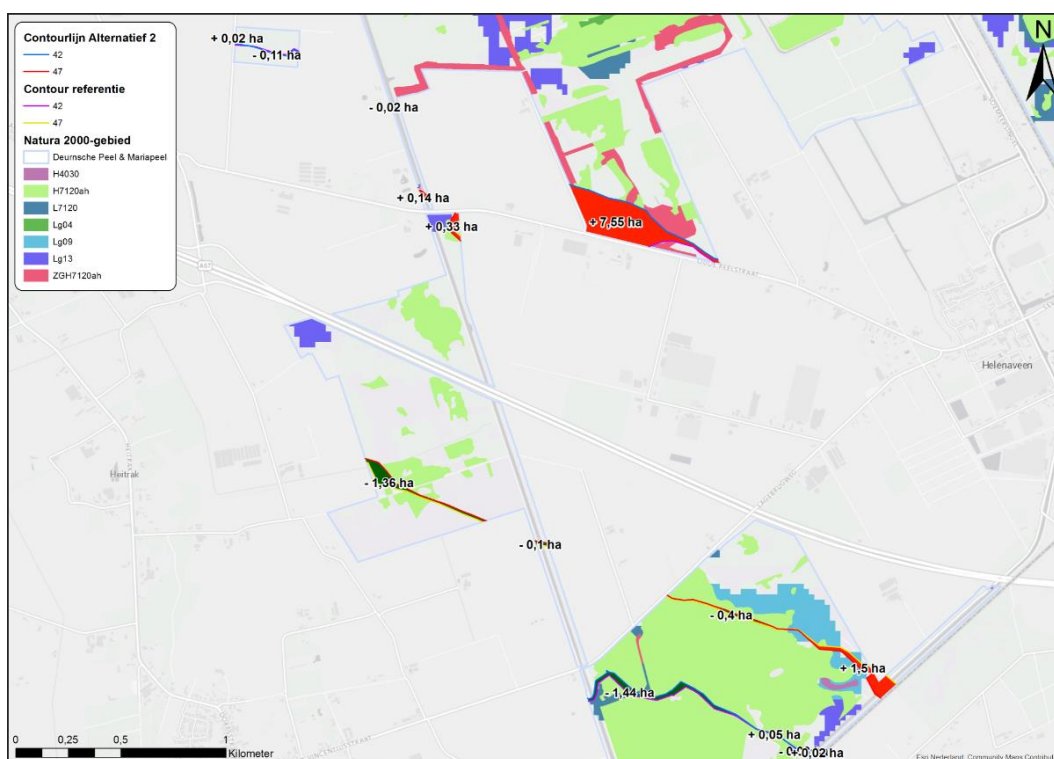 Contourlijn Alternatief 2
42
47
Contour referentie
42
47
Natura 2000-gebied
Deurnsche Peel & Mariapeel
H4030
H7120ah
L7120
Lg04
Lg09
Lg13
ZGH7120ah
N
+ 0,02 ha
- 0,11 ha
- 0,02 ha
+ 0,14 ha
+ 0,33 ha
+ 7,55 ha
PEELSTRAAT
Helenaveen
Heitrak
- 1,36 ha
- 0,1 ha
- 0,4 ha
+ 1,5 ha
- 1,44 ha
+ 0,05 ha
+ 0,02 ha
0 0,25 0,5 1
Kilometer
Esri Nederland, Community Maps Contribut